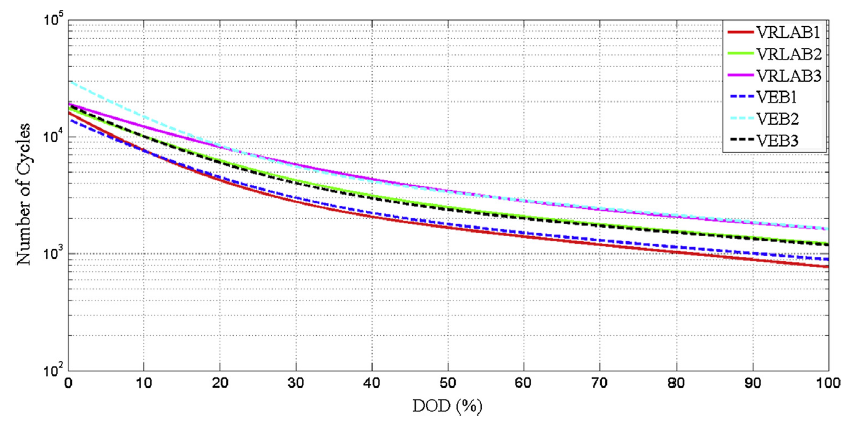 10^5
10^4
10^3
10^2
Number of Cycles
VRLAB1
VRLAB2
VRLAB3
VEB1
VEB2
VEB3
0 10 20 30 40 50 60 70 80 90 100
DOD (%)